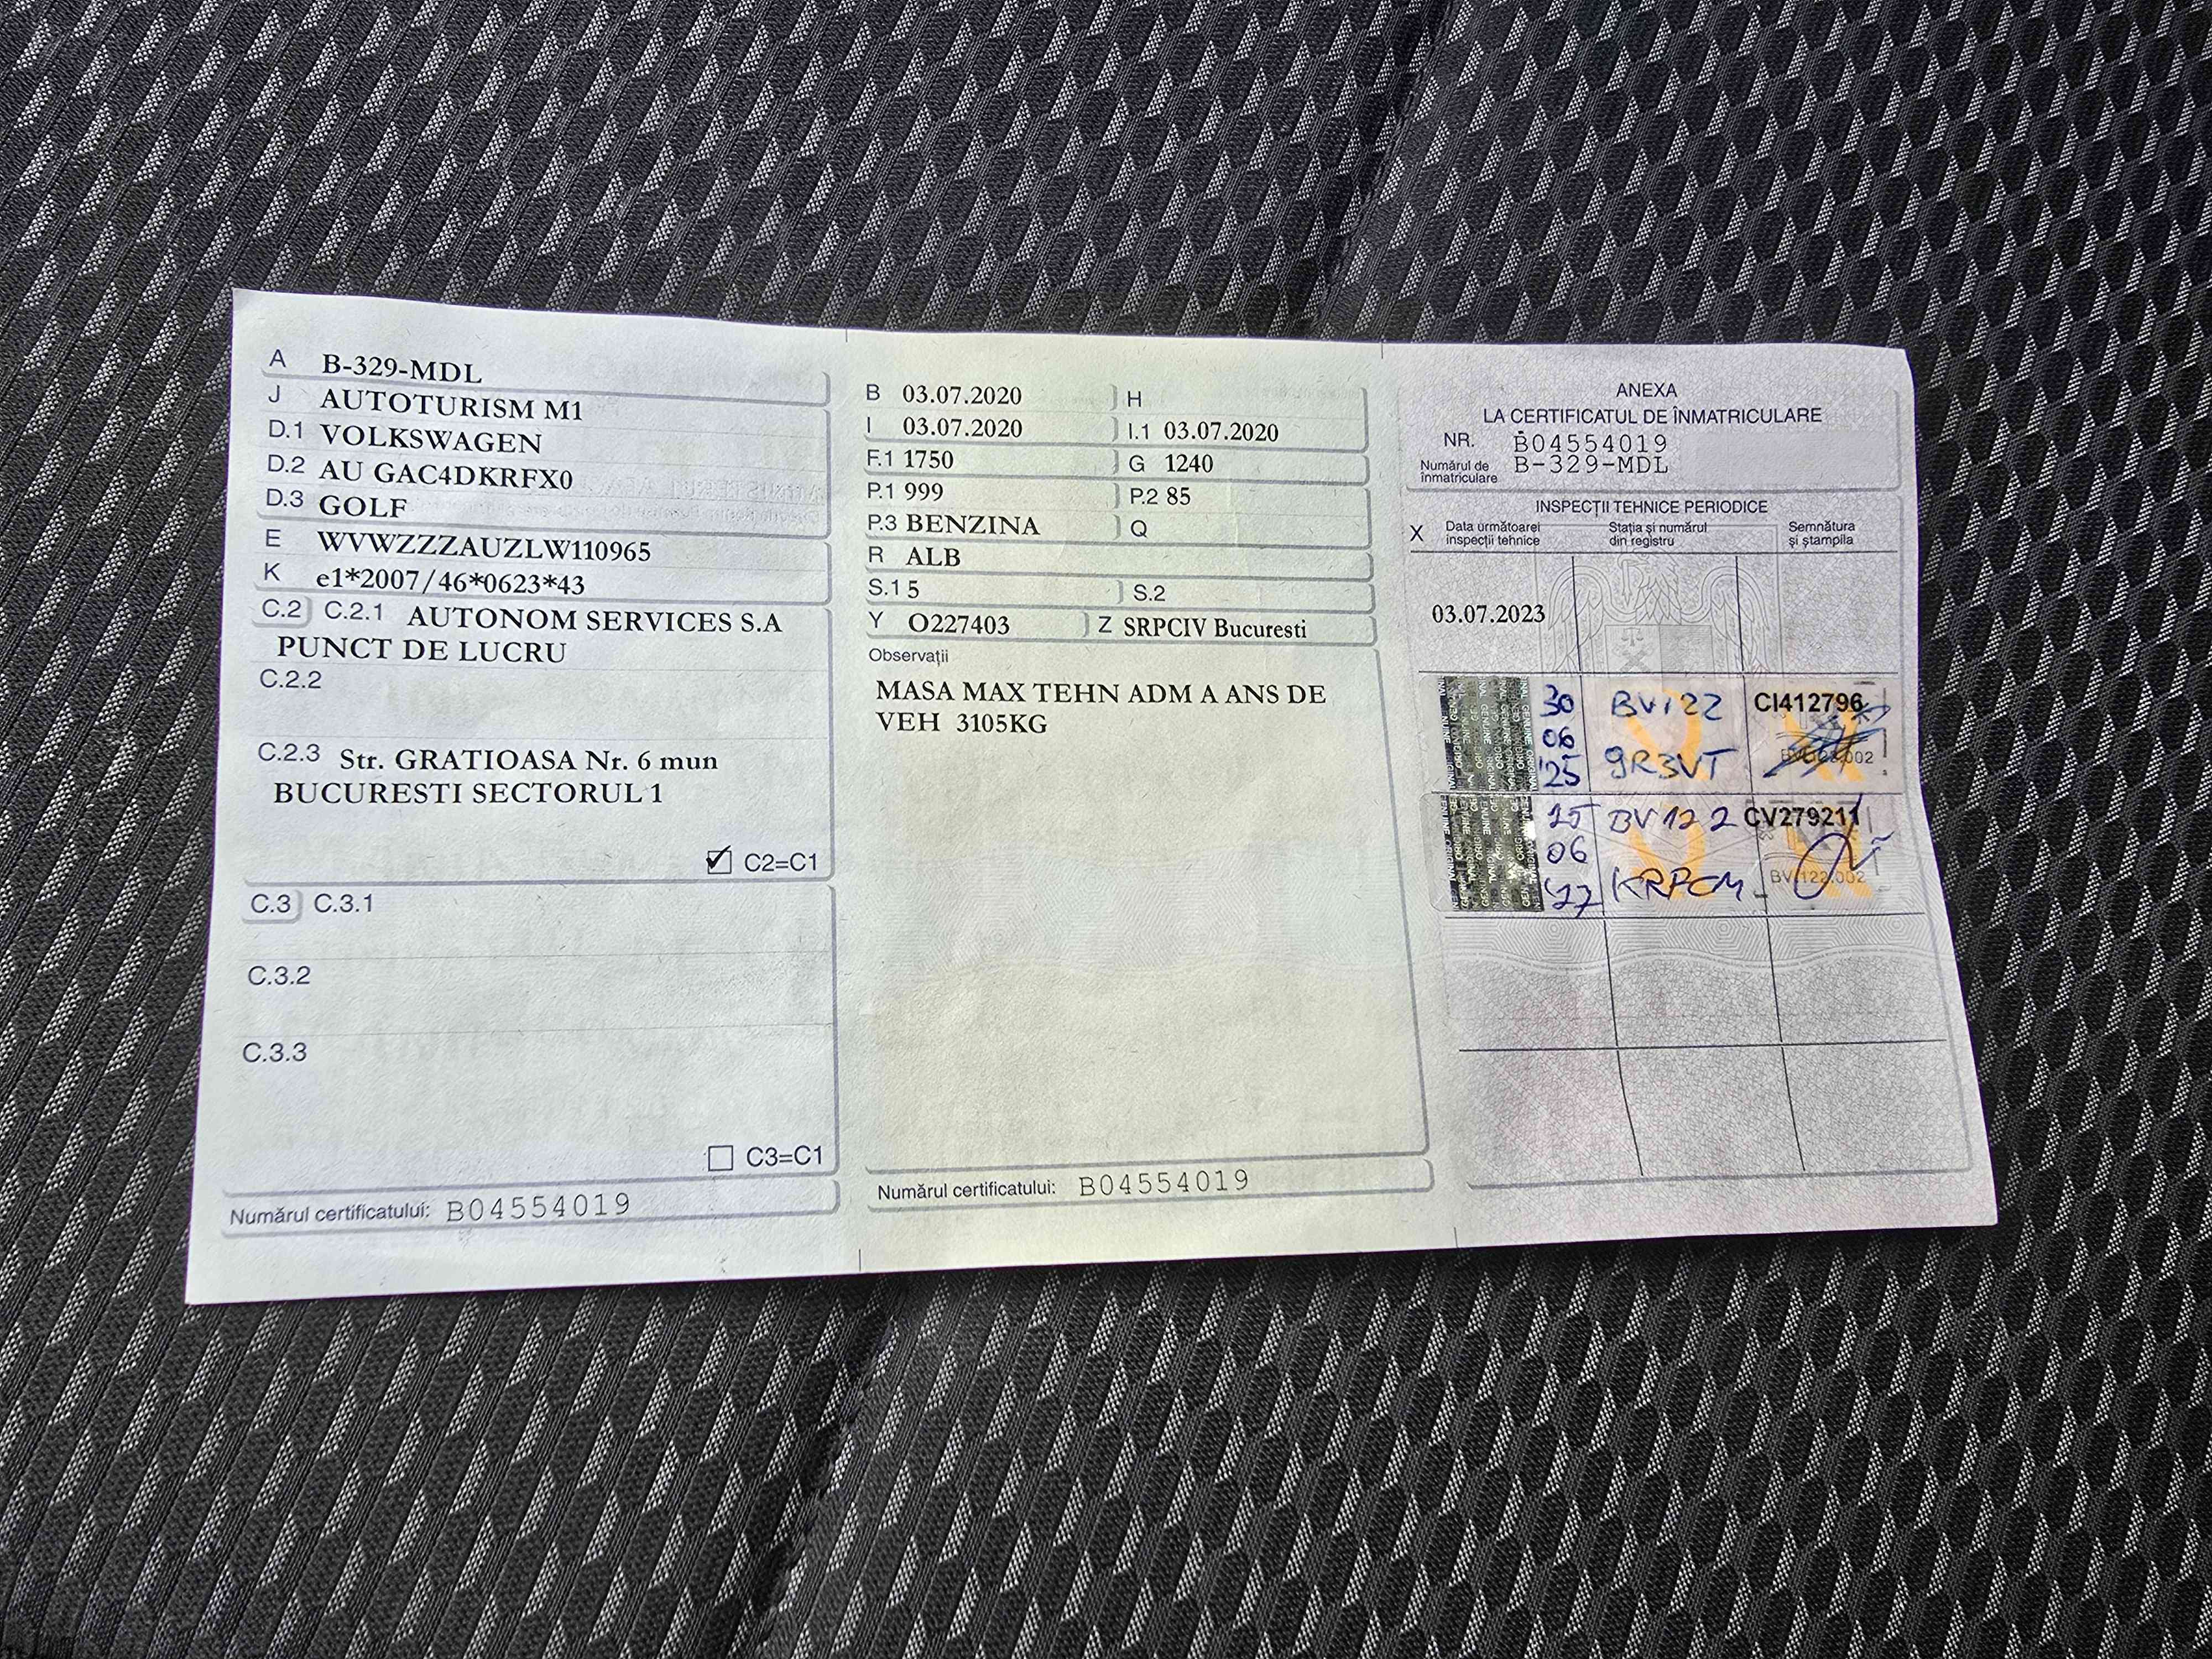 A B-329-MDL
J AUTOTURISM M1
D.1 VOLKSWAGEN
D.2 AU GAC4DKRFX0
D.3 GOLF
E WVWZZZAUZLW110965
K e1*2007/46*0623*43
C.2 C.2.1 AUTONOM SERVICES S.A
PUNCT DE LUCRU
C.2.2
C.2.3 Str. GRATIOASA Nr. 6 mun
BUCURESTI SECTORUL 1
C2=C1
C.3 C.3.1
C.3.2
C.3.3
C3=C1
Numărul certificatului: B04554019
B 03.07.2020 H
I 03.07.2020 I.1 03.07.2020
F.1 1750 G 1240
P.1 999 P.2 85
P.3 BENZINA Q
R ALB
S.1 5 S.2
Y O227403 Z SRPCIV Bucuresti
Observații
MASA MAX TEHN ADM A ANS DE
VEH 3105KG
Numărul certificatului: B04554019
ANEXA
LA CERTIFICATUL DE ÎNMATRICULARE
NR. B04554019
Numărul de înmatriculare B-329-MDL
INSPECȚII TEHNICE PERIODICE
X Data următoarei inspecții tehnice Stația și numărul din registru Semnătura și ștampila
03.07.2023
30 BV122 CI412796
06
'25 9R3VT
15 BV122 CV279211
06
'27 KRPCM BV.122.002